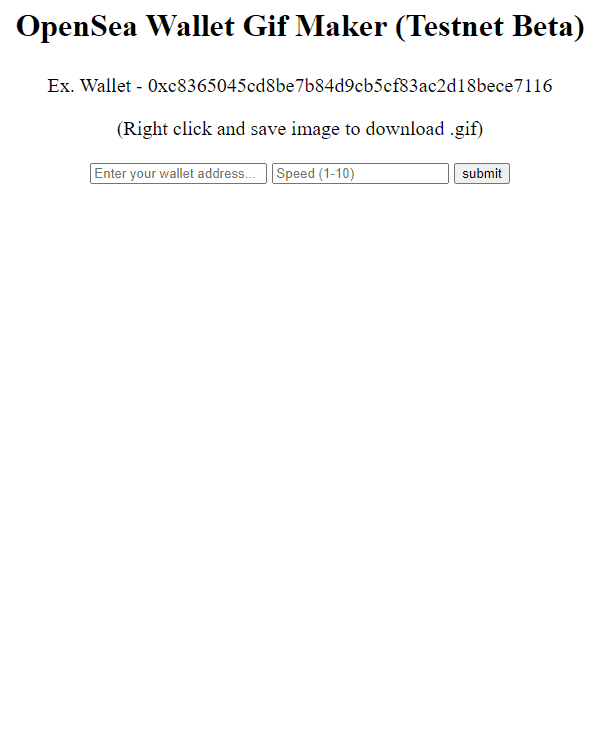 OpenSea Wallet Gif Maker (Testnet Beta)
Ex. Wallet - 0xc8365045cd8be7b84d9cb5cf83ac2d18bece7116
(Right click and save image to download .gif)
Enter your wallet address... Speed (1-10) submit